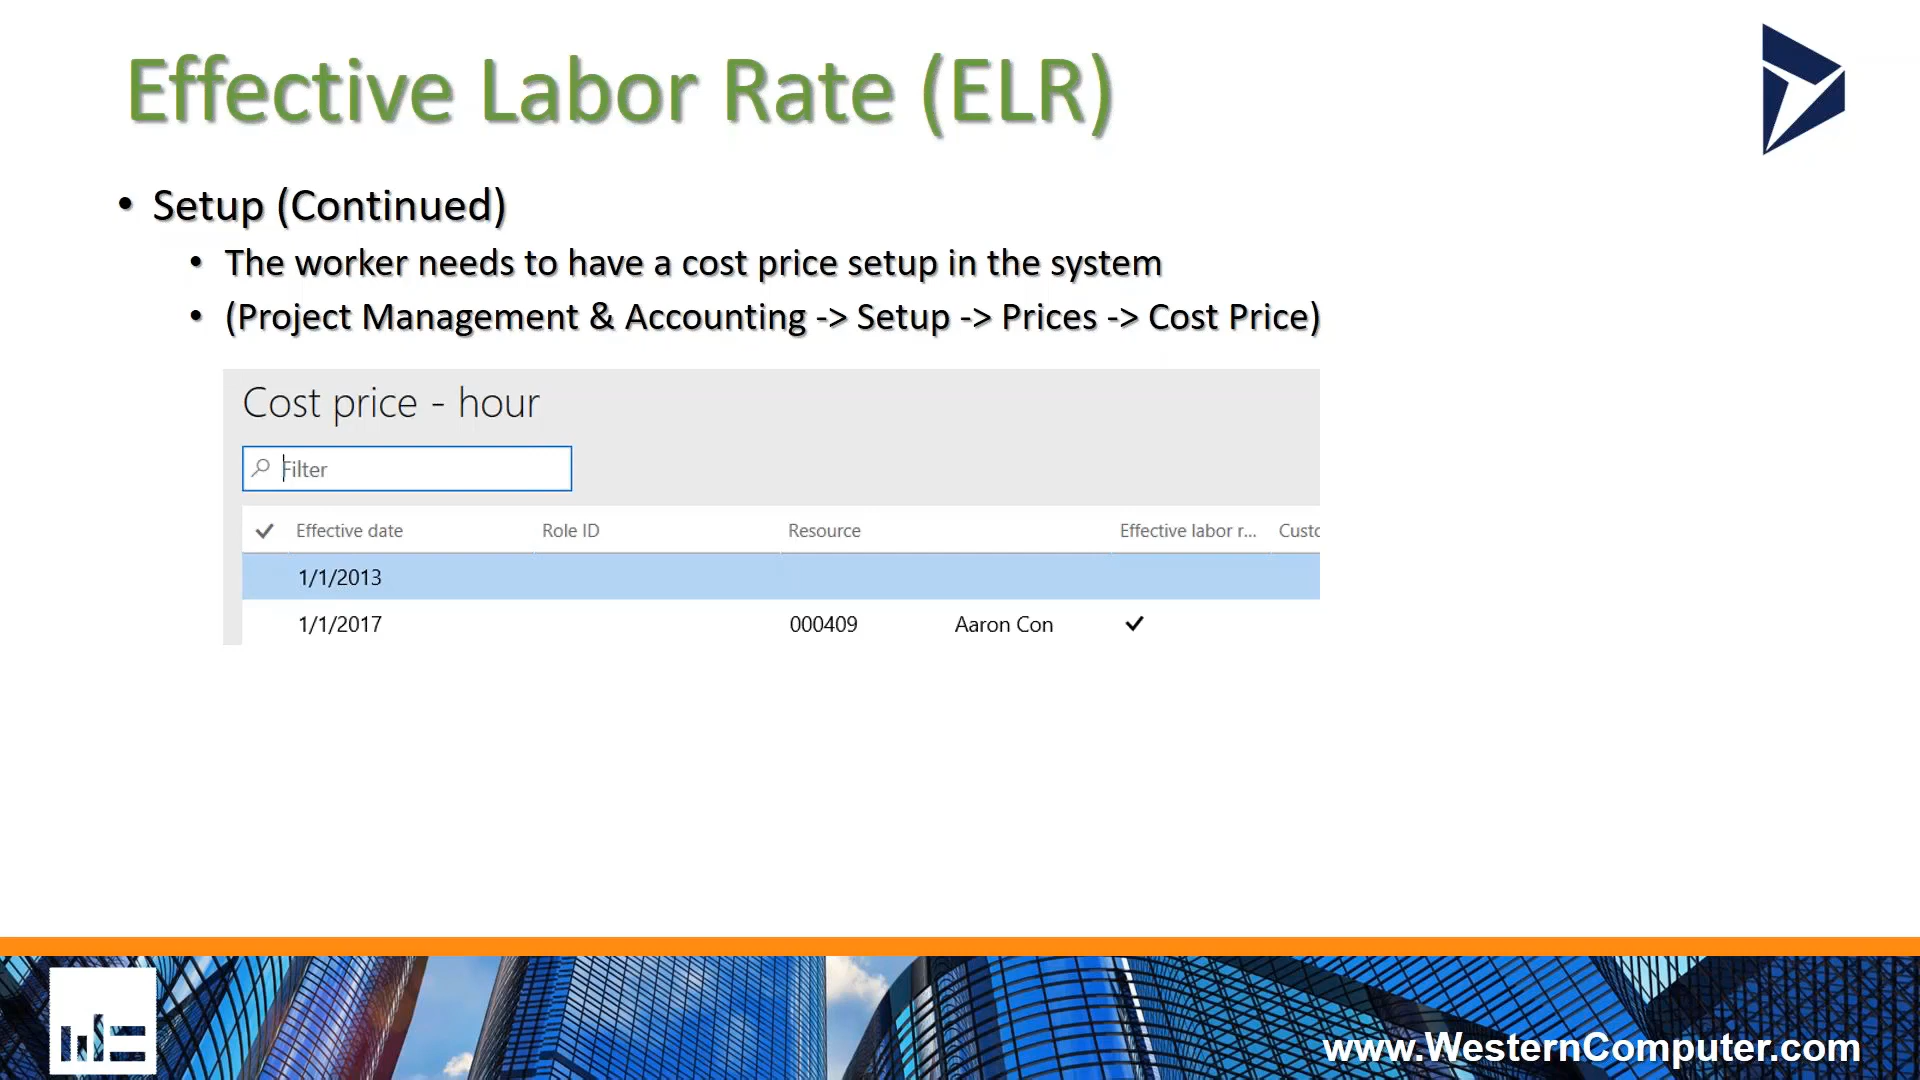 Effective Labor Rate (ELR)
• Setup (Continued)
• The worker needs to have a cost price setup in the system
• (Project Management & Accounting -> Setup -> Prices -> Cost Price)
Cost price - hour
Filter
Effective date Role ID Resource Effective labor r... Custo
1/1/2013
1/1/2017 000409 Aaron Con
www.WesternComputer.com